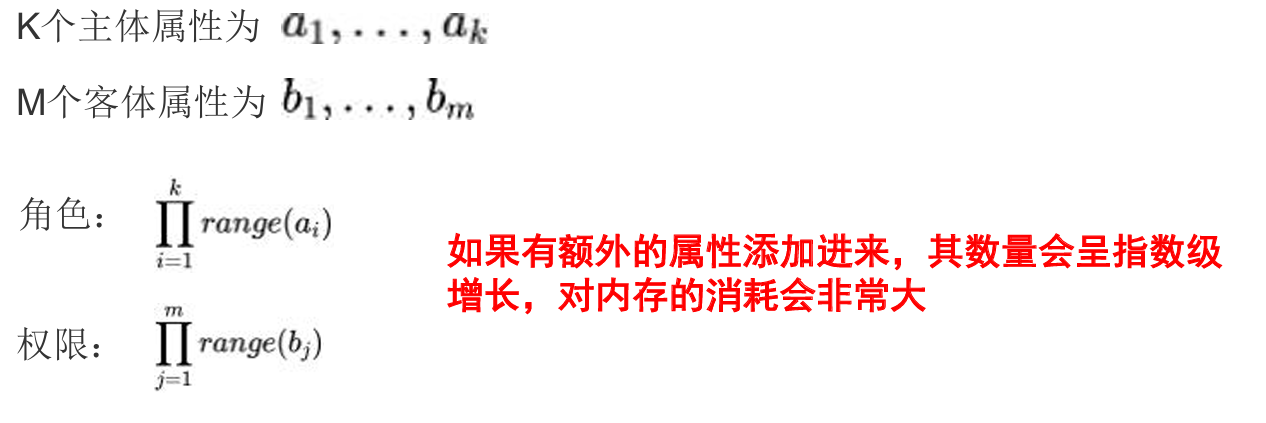 K个主体属性为 a₁, . . . , aₖ
M个客体属性为 b₁, . . . , bₘ
角色： ∏_{i=1}^{k} range(aᵢ)
如果有额外的属性添加进来，其数量会呈指数级
增长，对内存的消耗会非常大
权限： ∏_{j=1}^{m} range(bⱼ)